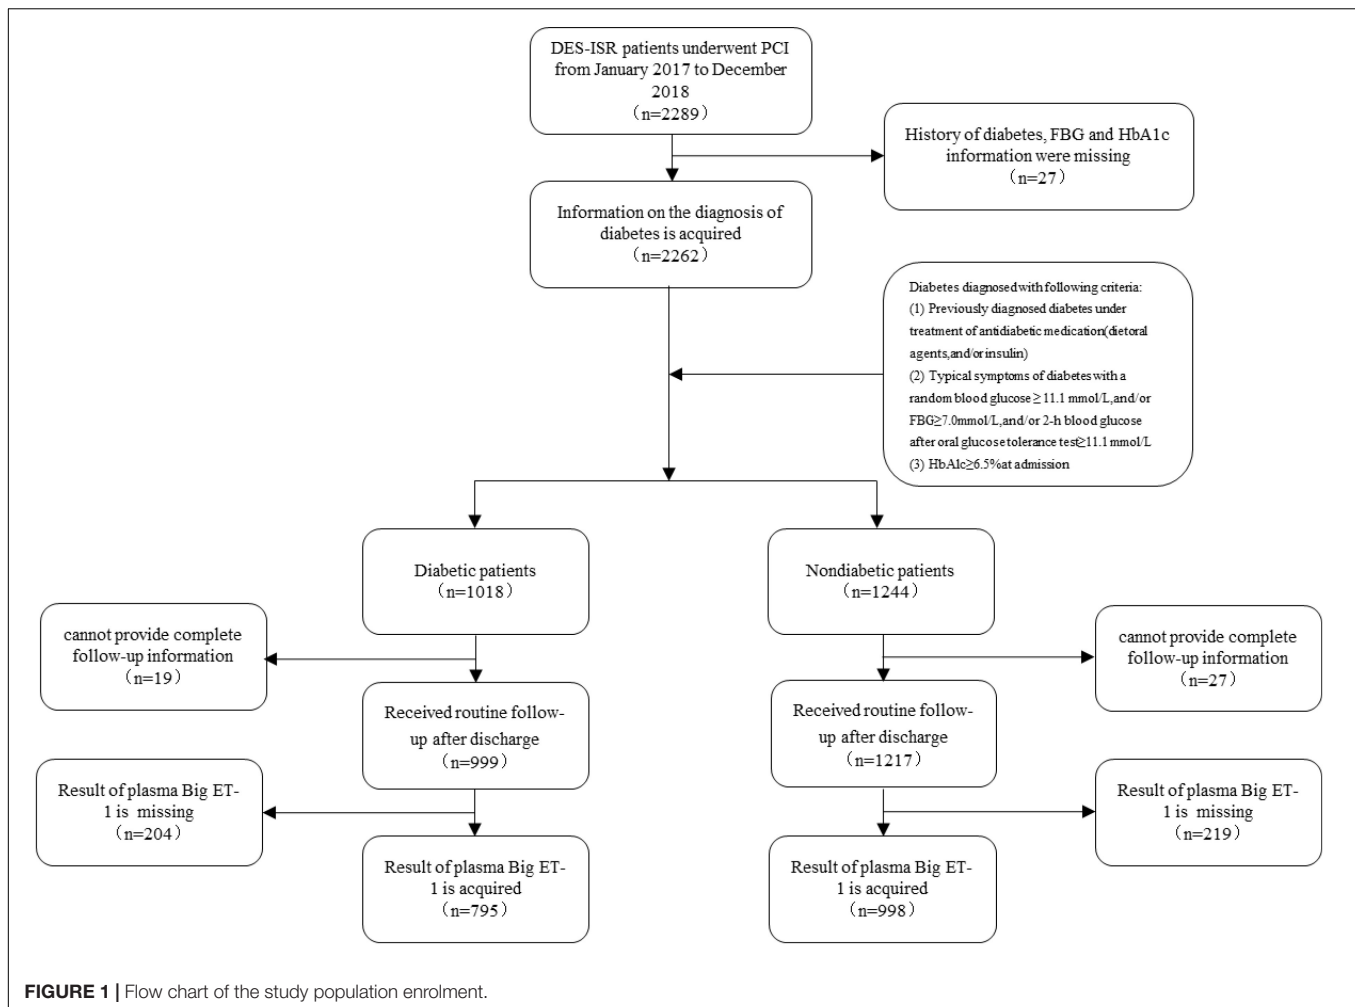 DES-ISR patients underwent PCI
from January 2017 to December
2018
（n=2289）
History of diabetes, FBG and HbA1c
information were missing
（n=27）
Information on the diagnosis of
diabetes is acquired
（n=2262）
Diabetes diagnosed with following criteria:
(1) Previously diagnosed diabetes under
treatment of antidiabetic medication(dietoral
agents,and/or insulin)
(2) Typical symptoms of diabetes with a
random blood glucose ≥ 11.1 mmol/L,and/or
FBG≥7.0mmol/L,and/or 2-h blood glucose
after oral glucose tolerance test≥11.1 mmol/L
(3) HbAlc≥6.5%at admission
Diabetic patients
（n=1018）
Nondiabetic patients
（n=1244）
cannot provide complete
follow-up information
（n=19）
cannot provide complete
follow-up information
（n=27）
Received routine follow-
up after discharge
（n=999）
Received routine follow-
up after discharge
（n=1217）
Result of plasma Big ET-
1 is missing
（n=204）
Result of plasma Big ET-
1 is missing
（n=219）
Result of plasma Big ET-
1 is acquired
（n=795）
Result of plasma Big ET-
1 is acquired
（n=998）
FIGURE 1 | Flow chart of the study population enrolment.